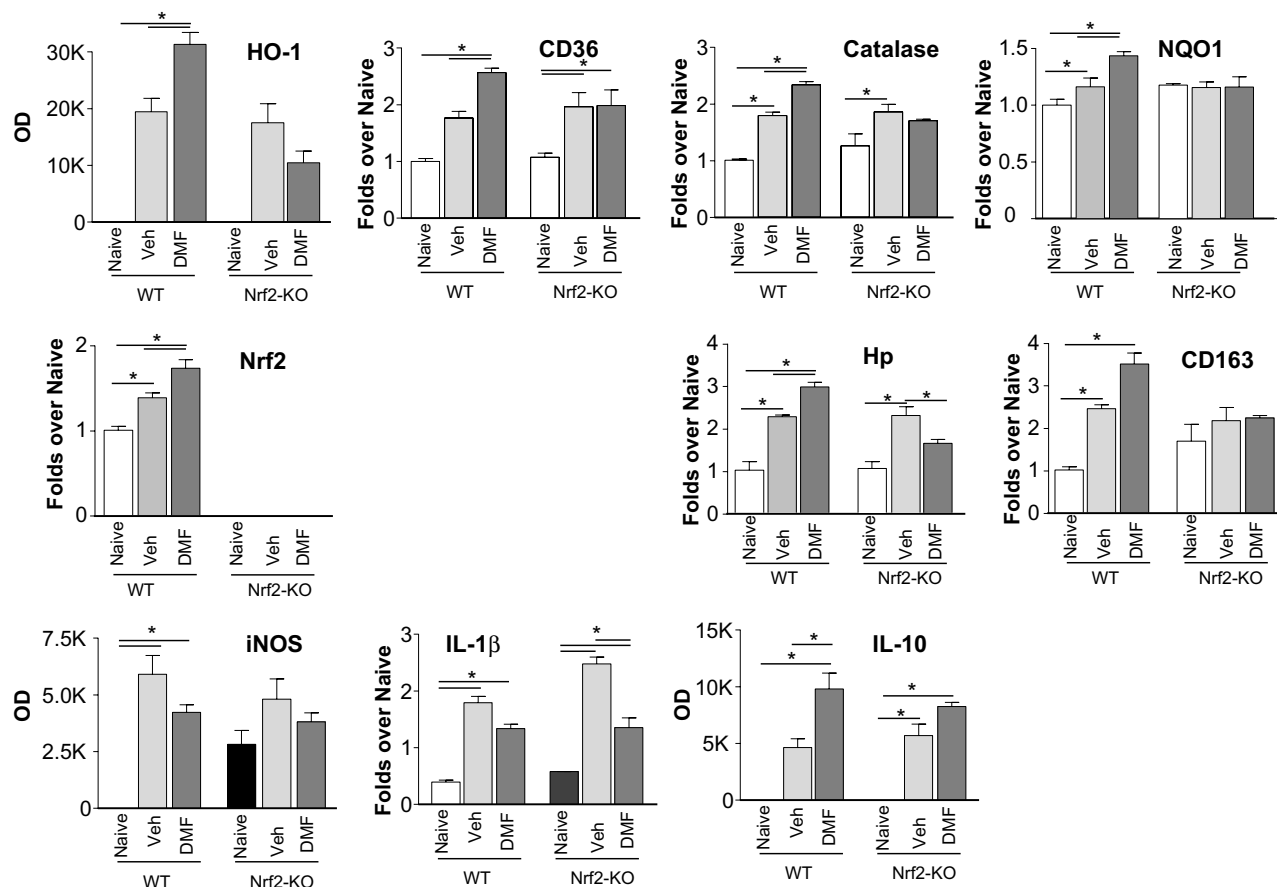 HO-1
*
OD
30K
20K
10K
0
Naive
Veh
DMF
Naive
Veh
DMF
WT
Nrf2-KO
CD36
*
*
Folds over Naive
3
2
1
0
Naive
Veh
DMF
Naive
Veh
DMF
WT
Nrf2-KO
Catalase
*
*
*
Folds over Naive
3
2
1
0
Naive
Veh
DMF
Naive
Veh
DMF
WT
Nrf2-KO
NQO1
*
*
Folds over Naive
1.5
1.0
0.5
0
Naive
Veh
DMF
Naive
Veh
DMF
WT
Nrf2-KO
Nrf2
*
*
Folds over Naive
2
1
0
Naive
Veh
DMF
Naive
Veh
DMF
WT
Nrf2-KO
Hp
*
*
*
*
Folds over Naive
4
3
2
1
0
Naive
Veh
DMF
Naive
Veh
DMF
WT
Nrf2-KO
CD163
*
*
Folds over Naive
4
3
2
1
0
Naive
Veh
DMF
Naive
Veh
DMF
WT
Nrf2-KO
iNOS
*
OD
7.5K
5.0K
2.5K
0
Naive
Veh
DMF
Naive
Veh
DMF
WT
Nrf2-KO
IL-1β
*
*
Folds over Naive
3
2
1
0
Naive
Veh
DMF
Naive
Veh
DMF
WT
Nrf2-KO
IL-10
*
*
*
*
OD
15K
10K
5K
0
Naive
Veh
DMF
Naive
Veh
DMF
WT
Nrf2-KO